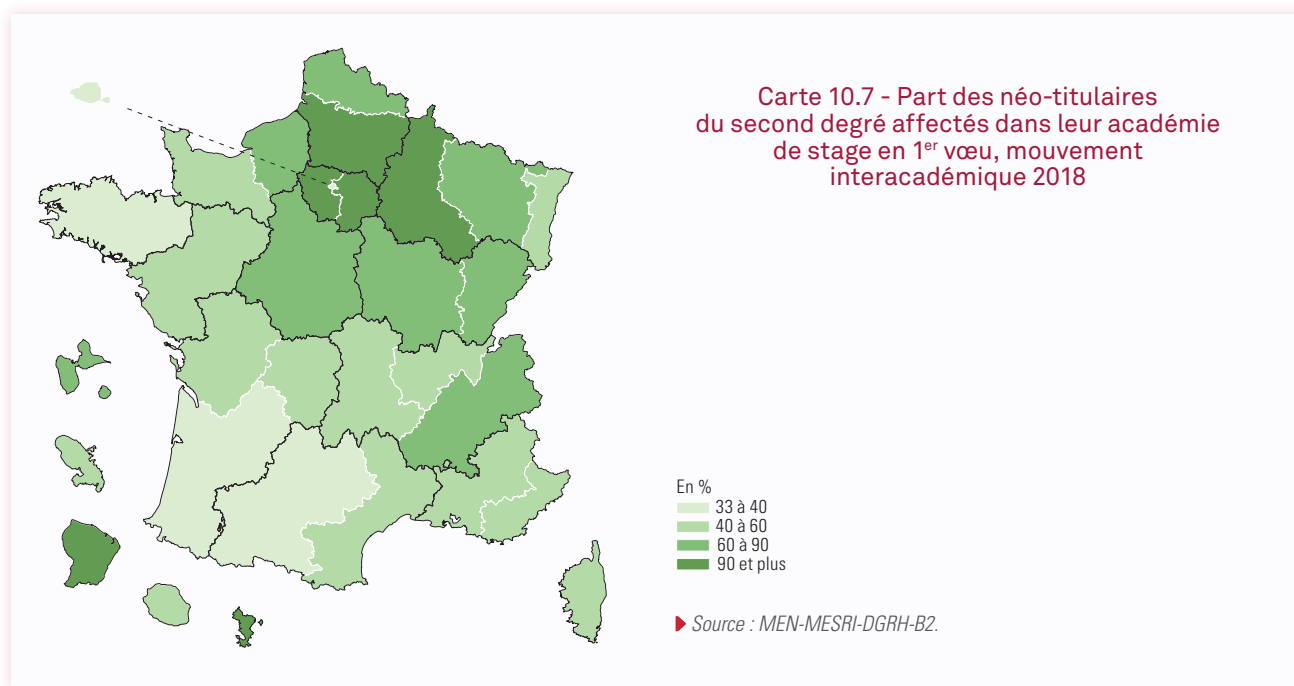 Carte 10.7 - Part des néo-titulaires
du second degré affectés dans leur académie
de stage en 1er vœu, mouvement
interacadémique 2018
En %
33 à 40
40 à 60
60 à 90
90 et plus
Source : MEN-MESRI-DGRH-B2.